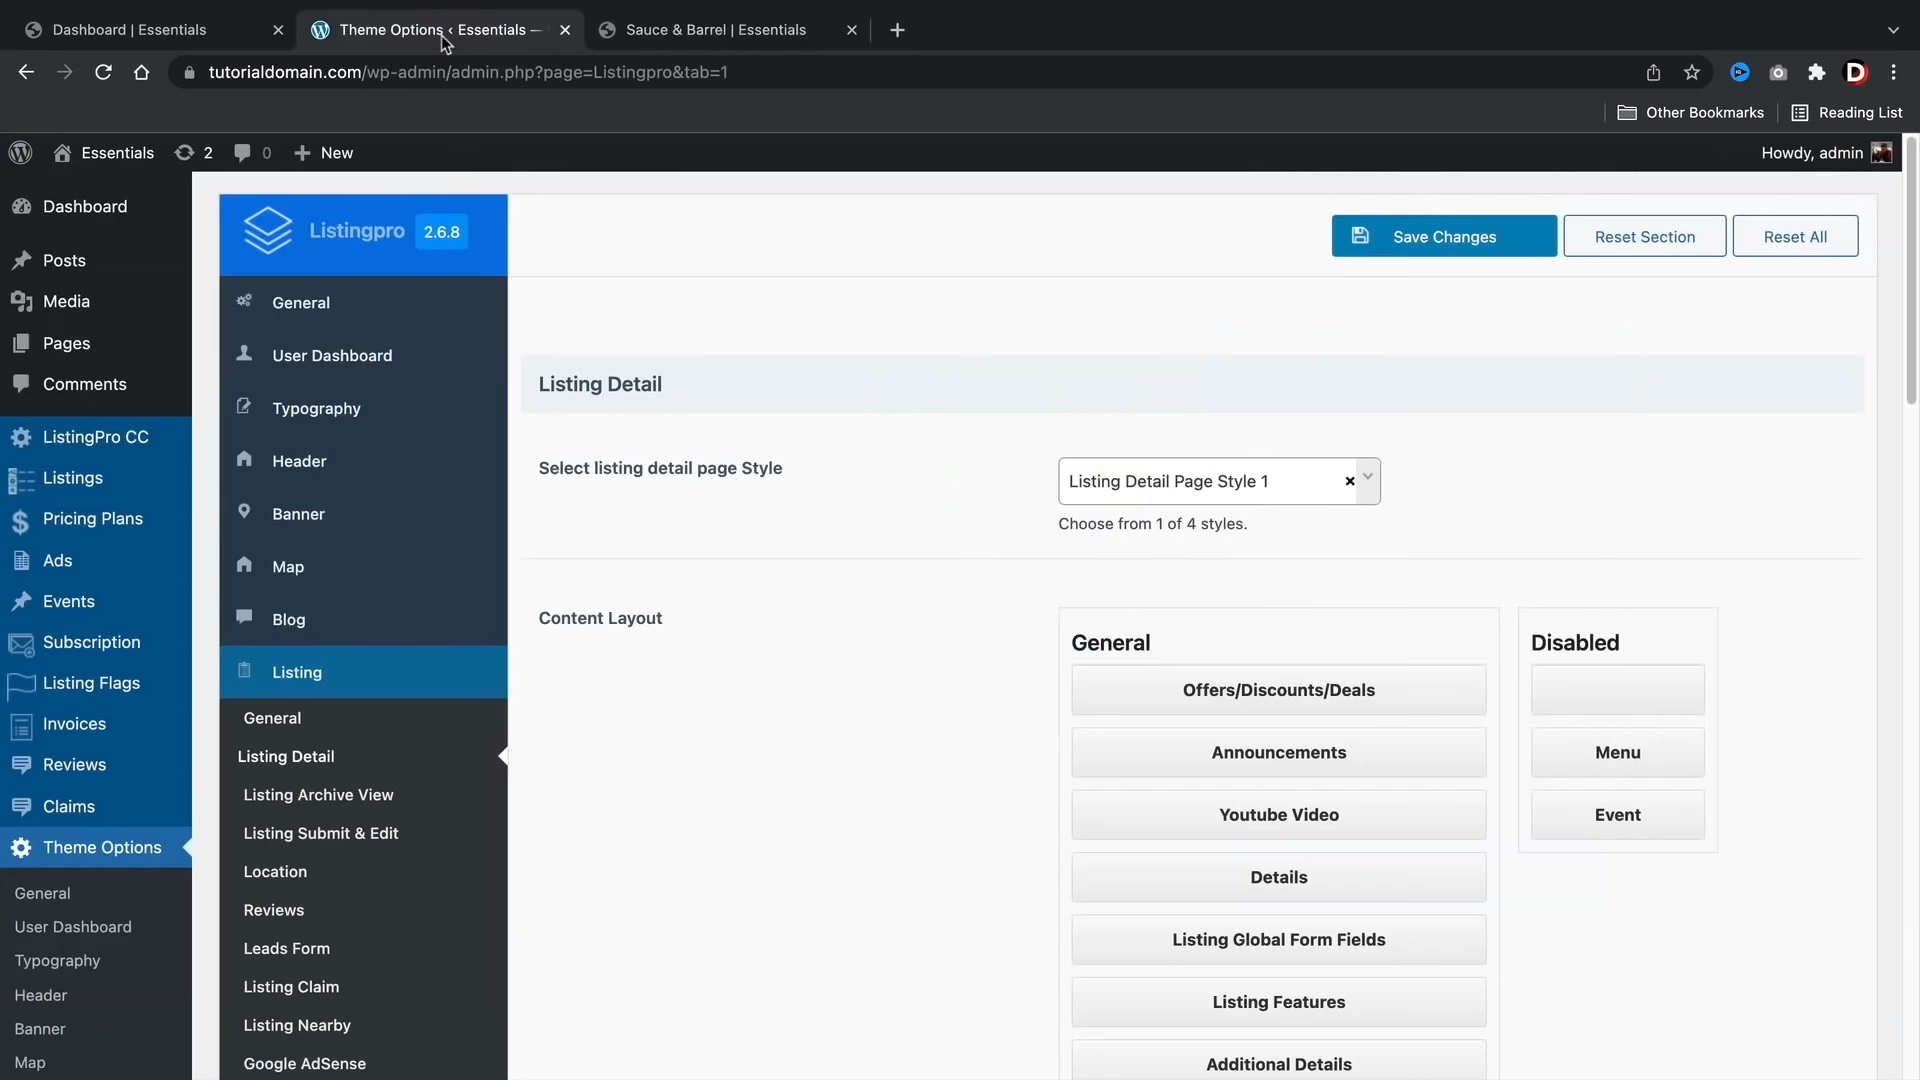 Dashboard | Essentials
Theme Options ‹ Essentials —
Sauce & Barrel | Essentials
tutorialdomain.com/wp-admin/admin.php?page=Listingpro&tab=1
D
Other Bookmarks
Reading List
Essentials
2
0
New
Howdy, admin
Dashboard
Posts
Media
Pages
Comments
ListingPro CC
Listings
Pricing Plans
Ads
Events
Subscription
Listing Flags
Invoices
Reviews
Claims
Theme Options
General
User Dashboard
Typography
Header
Banner
Map
Listingpro
2.6.8
General
User Dashboard
Typography
Header
Banner
Map
Blog
Listing
General
Listing Detail
Listing Archive View
Listing Submit & Edit
Location
Reviews
Leads Form
Listing Claim
Listing Nearby
Google AdSense
Save Changes
Reset Section
Reset All
Listing Detail
Select listing detail page Style
Listing Detail Page Style 1
Choose from 1 of 4 styles.
Content Layout
General
Offers/Discounts/Deals
Announcements
Youtube Video
Details
Listing Global Form Fields
Listing Features
Additional Details
Disabled
Menu
Event